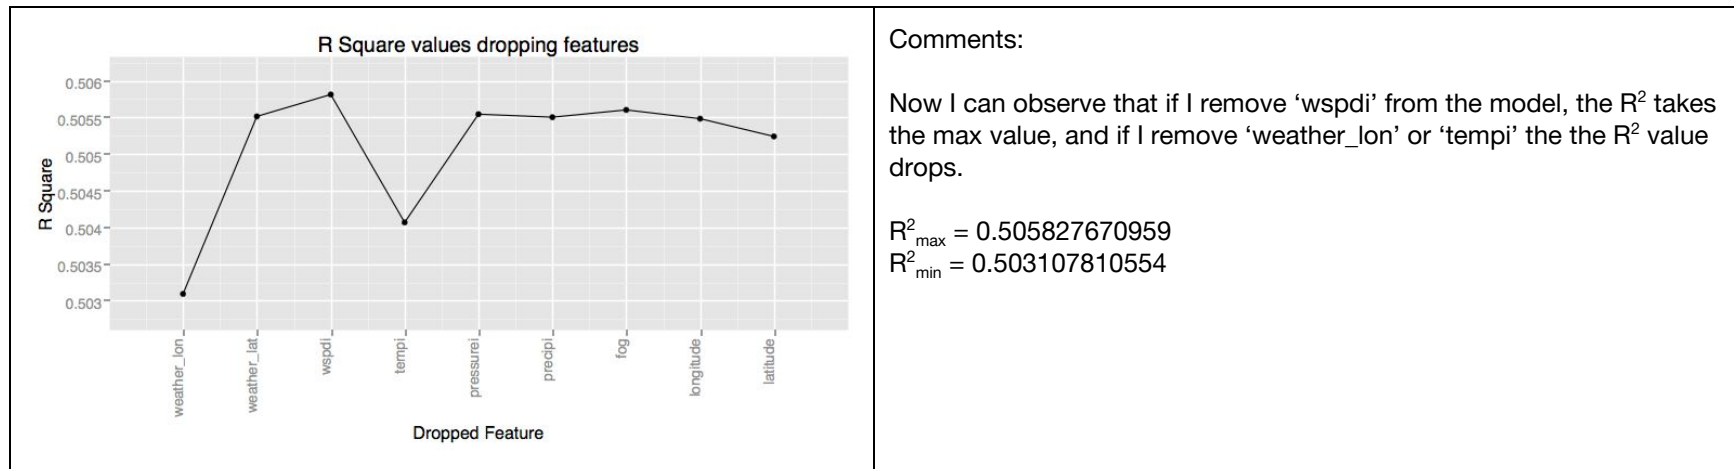 R Square values dropping features
0.506
0.5055
0.505
0.5045
0.504
0.5035
0.503
R Square
weather_lon
weather_lat
wspdi
tempi
pressurei
precipi
fog
longitude
latitude
Dropped Feature
Comments:
Now I can observe that if I remove ‘wspdi’ from the model, the R² takes
the max value, and if I remove ‘weather_lon’ or ‘tempi’ the the R² value
drops.
R²max = 0.505827670959
R²min = 0.503107810554